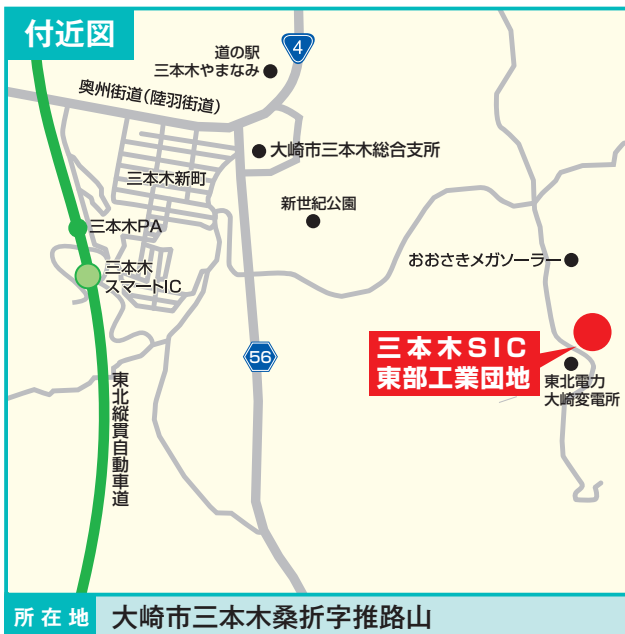 付近図
4
道の駅
三本木やまなみ
奥州街道(陸羽街道)
大崎市三本木総合支所
三本木新町
新世紀公園
三本木PA
おおさきメガソーラー
三本木
スマートIC
三本木SIC
東部工業団地
56
東北電力
大崎変電所
東北縦貫自動車道
所在地
大崎市三本木桑折字推路山